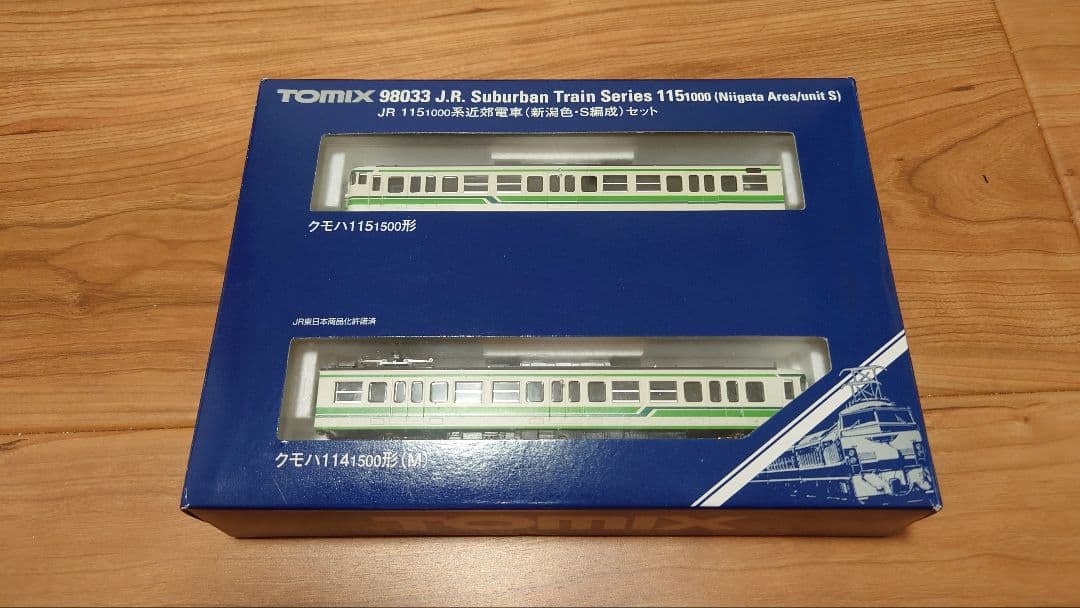 TOMIX 98033 J.R. Suburban Train Series 1151000 (Niigata Area/unit S)
JR 1151000系近郊電車(新潟色・S編成)セット
クモハ1151500形
JR東日本商品化許諾済
クモハ1141500形(M)
TOMIX